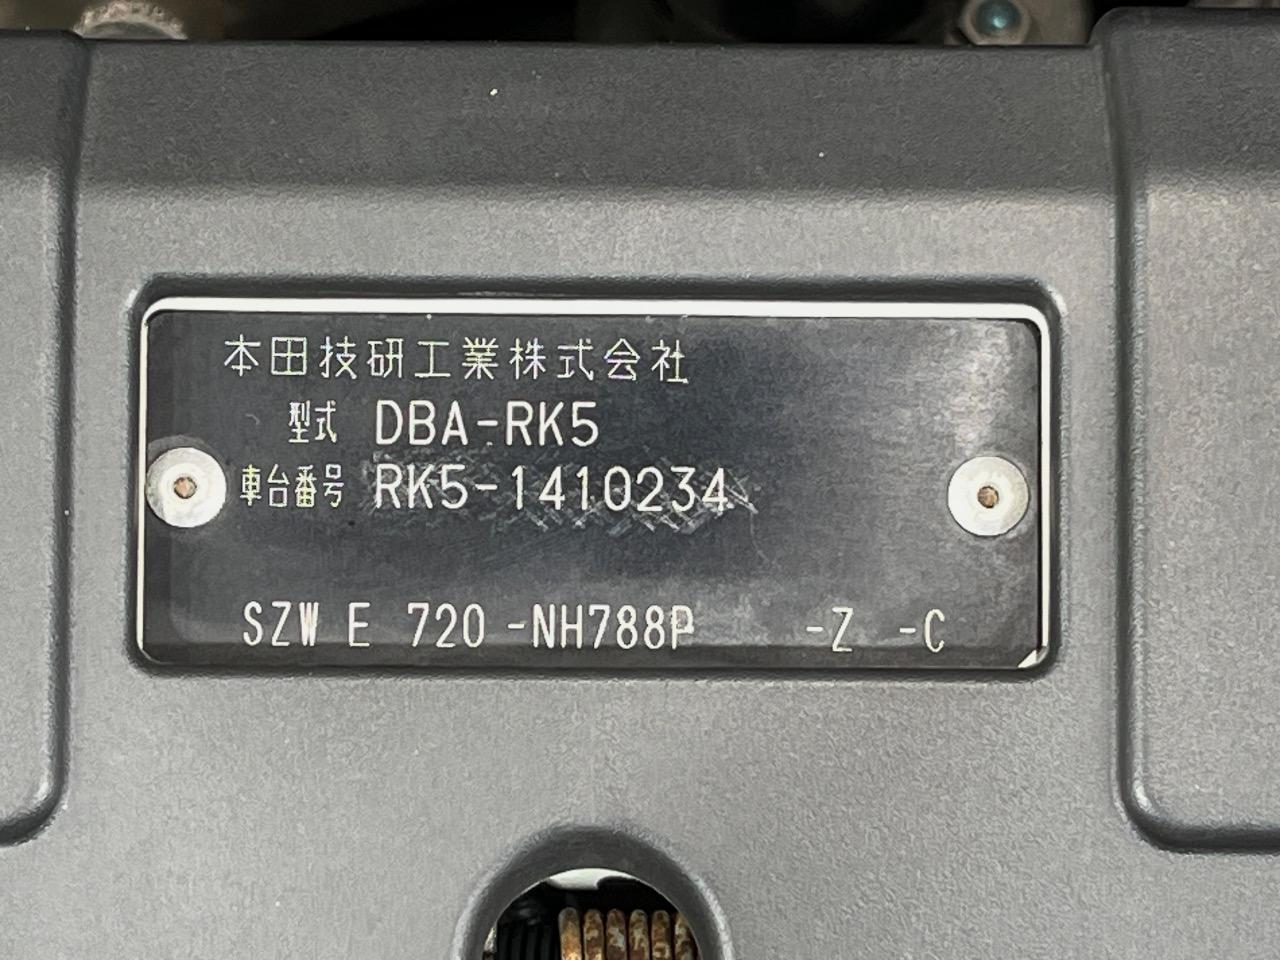 本田技研工業株式会社
型式 DBA-RK5
車台番号 RK5-1410234
SZW E 720 -NH788P -Z -C